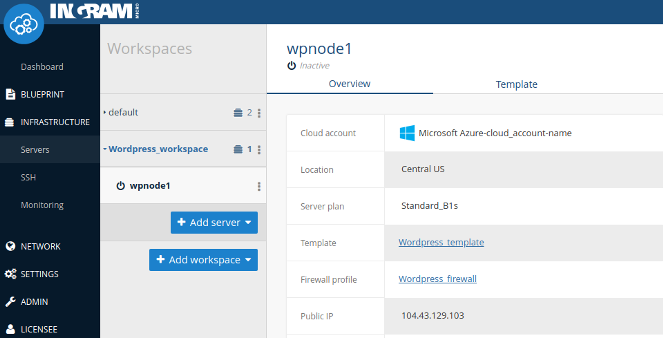 INGRAM MICRO
Dashboard
BLUEPRINT
INFRASTRUCTURE
Servers
SSH
Monitoring
NETWORK
SETTINGS
ADMIN
LICENSEE
Workspaces
default 2
Wordpress_workspace 1
wpnode1
+ Add server
+ Add workspace
wpnode1
Inactive
Overview Template
Cloud account Microsoft Azure-cloud_account-name
Location Central US
Server plan Standard_B1s
Template Wordpress_template
Firewall profile Wordpress_firewall
Public IP 104.43.129.103